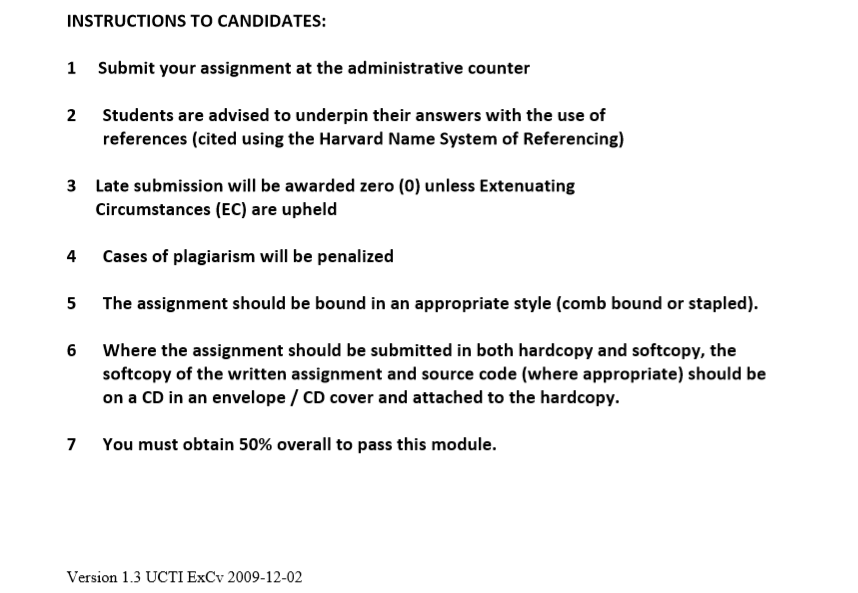 INSTRUCTIONS TO CANDIDATES:
1 Submit your assignment at the administrative counter
2 Students are advised to underpin their answers with the use of
references (cited using the Harvard Name System of Referencing)
3 Late submission will be awarded zero (0) unless Extenuating
Circumstances (EC) are upheld
4 Cases of plagiarism will be penalized
5 The assignment should be bound in an appropriate style (comb bound or stapled).
6 Where the assignment should be submitted in both hardcopy and softcopy, the
softcopy of the written assignment and source code (where appropriate) should be
on a CD in an envelope / CD cover and attached to the hardcopy.
7 You must obtain 50% overall to pass this module.
Version 1.3 UCTI ExCv 2009-12-02